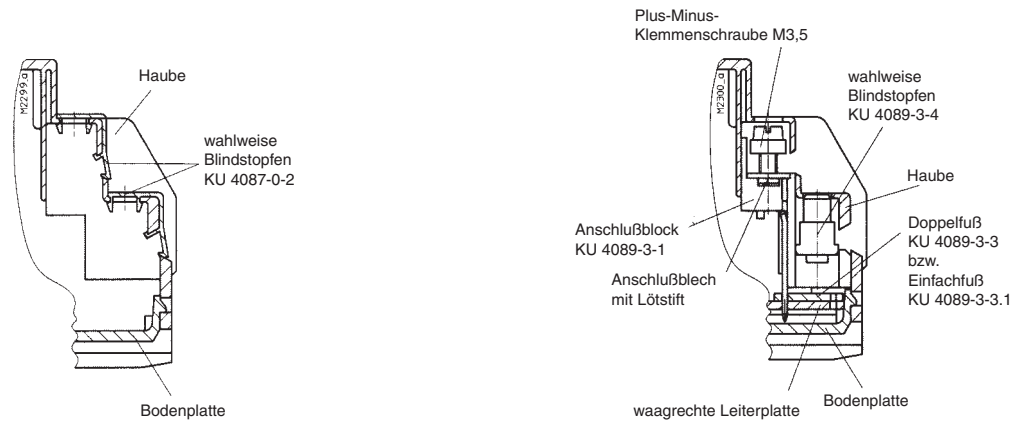 M2299_a
Haube
wahlweise
Blindstopfen
KU 4087-0-2
Bodenplatte
Plus-Minus-
Klemmenschraube M3,5
M2300_a
wahlweise
Blindstopfen
KU 4089-3-4
Haube
Anschlußblock
KU 4089-3-1
Anschlußblech
mit Lötstift
Doppelfuß
KU 4089-3-3
bzw.
Einfachfuß
KU 4089-3-3.1
waagrechte Leiterplatte
Bodenplatte